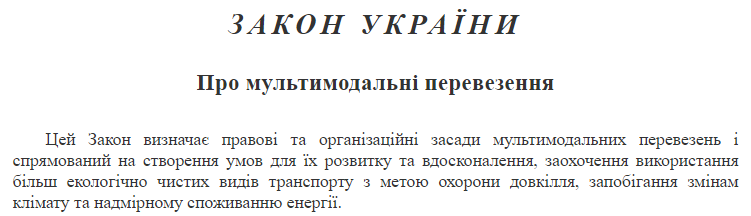 ЗАКОН УКРАЇНИ
Про мультимодальні перевезення
Цей Закон визначає правові та організаційні засади мультимодальних перевезень і
спрямований на створення умов для їх розвитку та вдосконалення, заохочення використання
більш екологічно чистих видів транспорту з метою охорони довкілля, запобігання змінам
клімату та надмірному споживанню енергії.